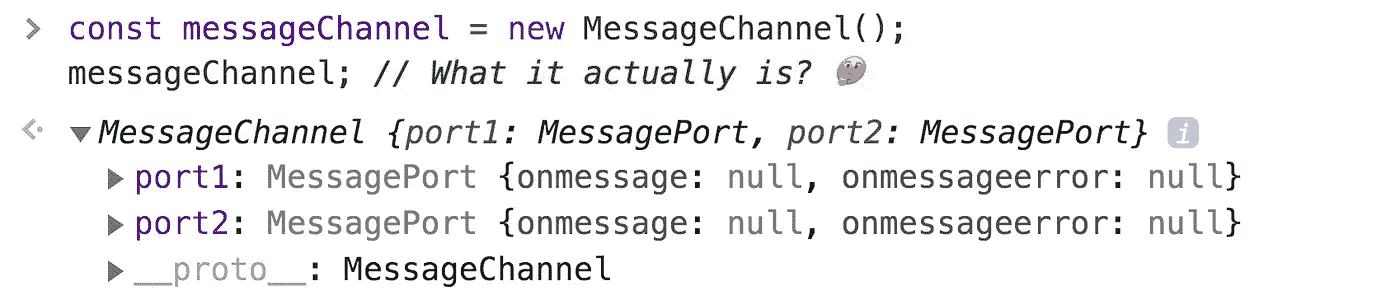 > const messageChannel = new MessageChannel();
messageChannel; // What it actually is? 🤔
<· ▼MessageChannel {port1: MessagePort, port2: MessagePort} i
▶port1: MessagePort {onmessage: null, onmessageerror: null}
▶port2: MessagePort {onmessage: null, onmessageerror: null}
▶__proto__: MessageChannel